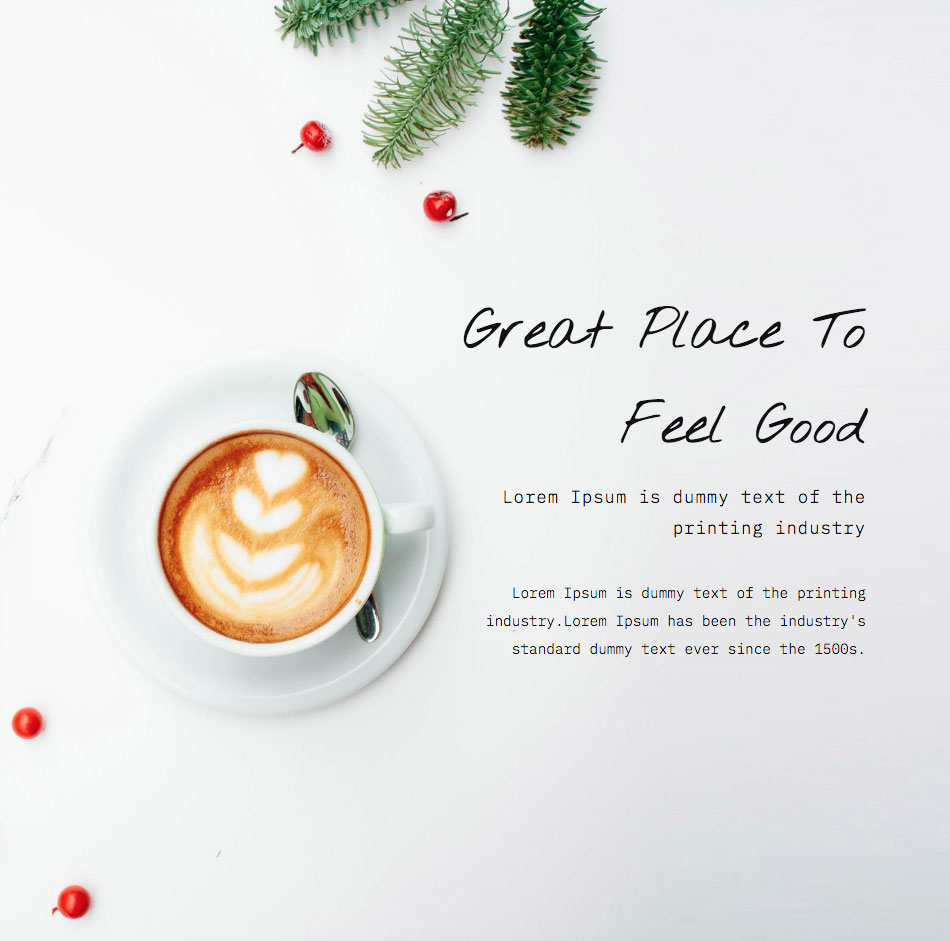 Great Place To
Feel Good
Lorem Ipsum is dummy text of the
printing industry
Lorem Ipsum is dummy text of the printing
industry.Lorem Ipsum has been the industry's
standard dummy text ever since the 1500s.